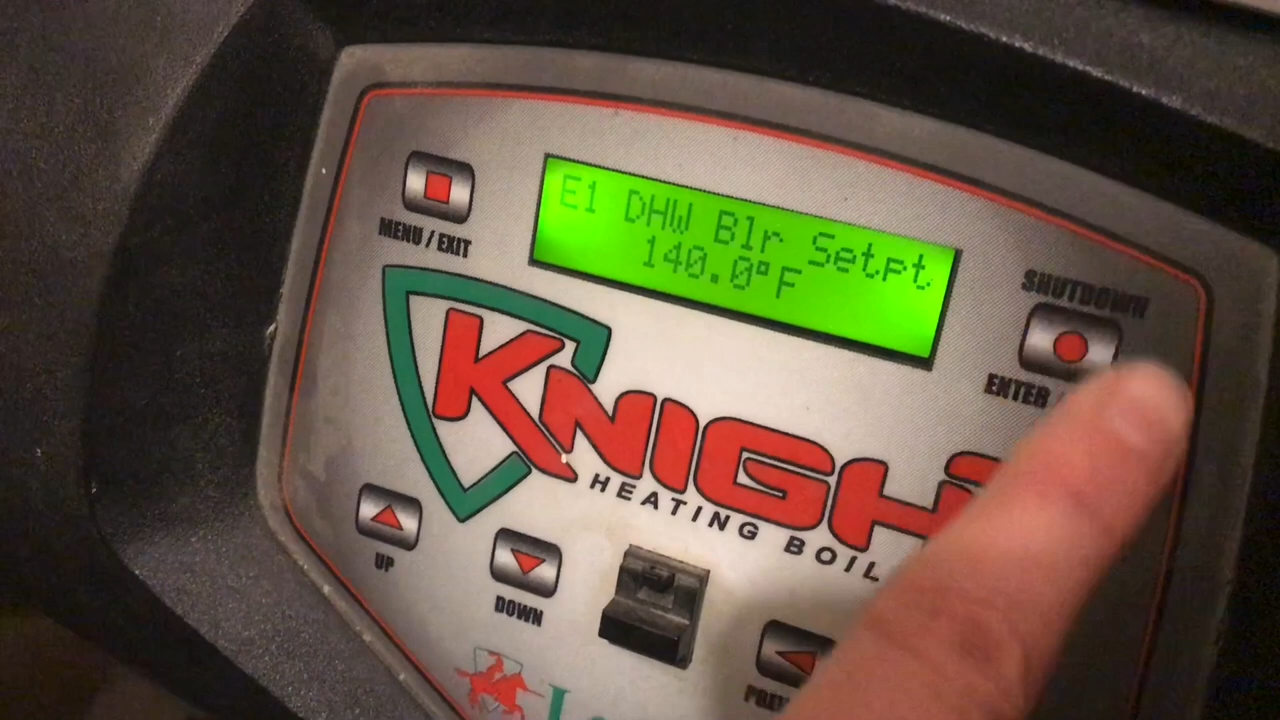 E1 DHW Blr Setpt
140.0°F
MENU / EXIT
SHUTDOWN
ENTER /
KNIGH
HEATING BOIL
UP
DOWN